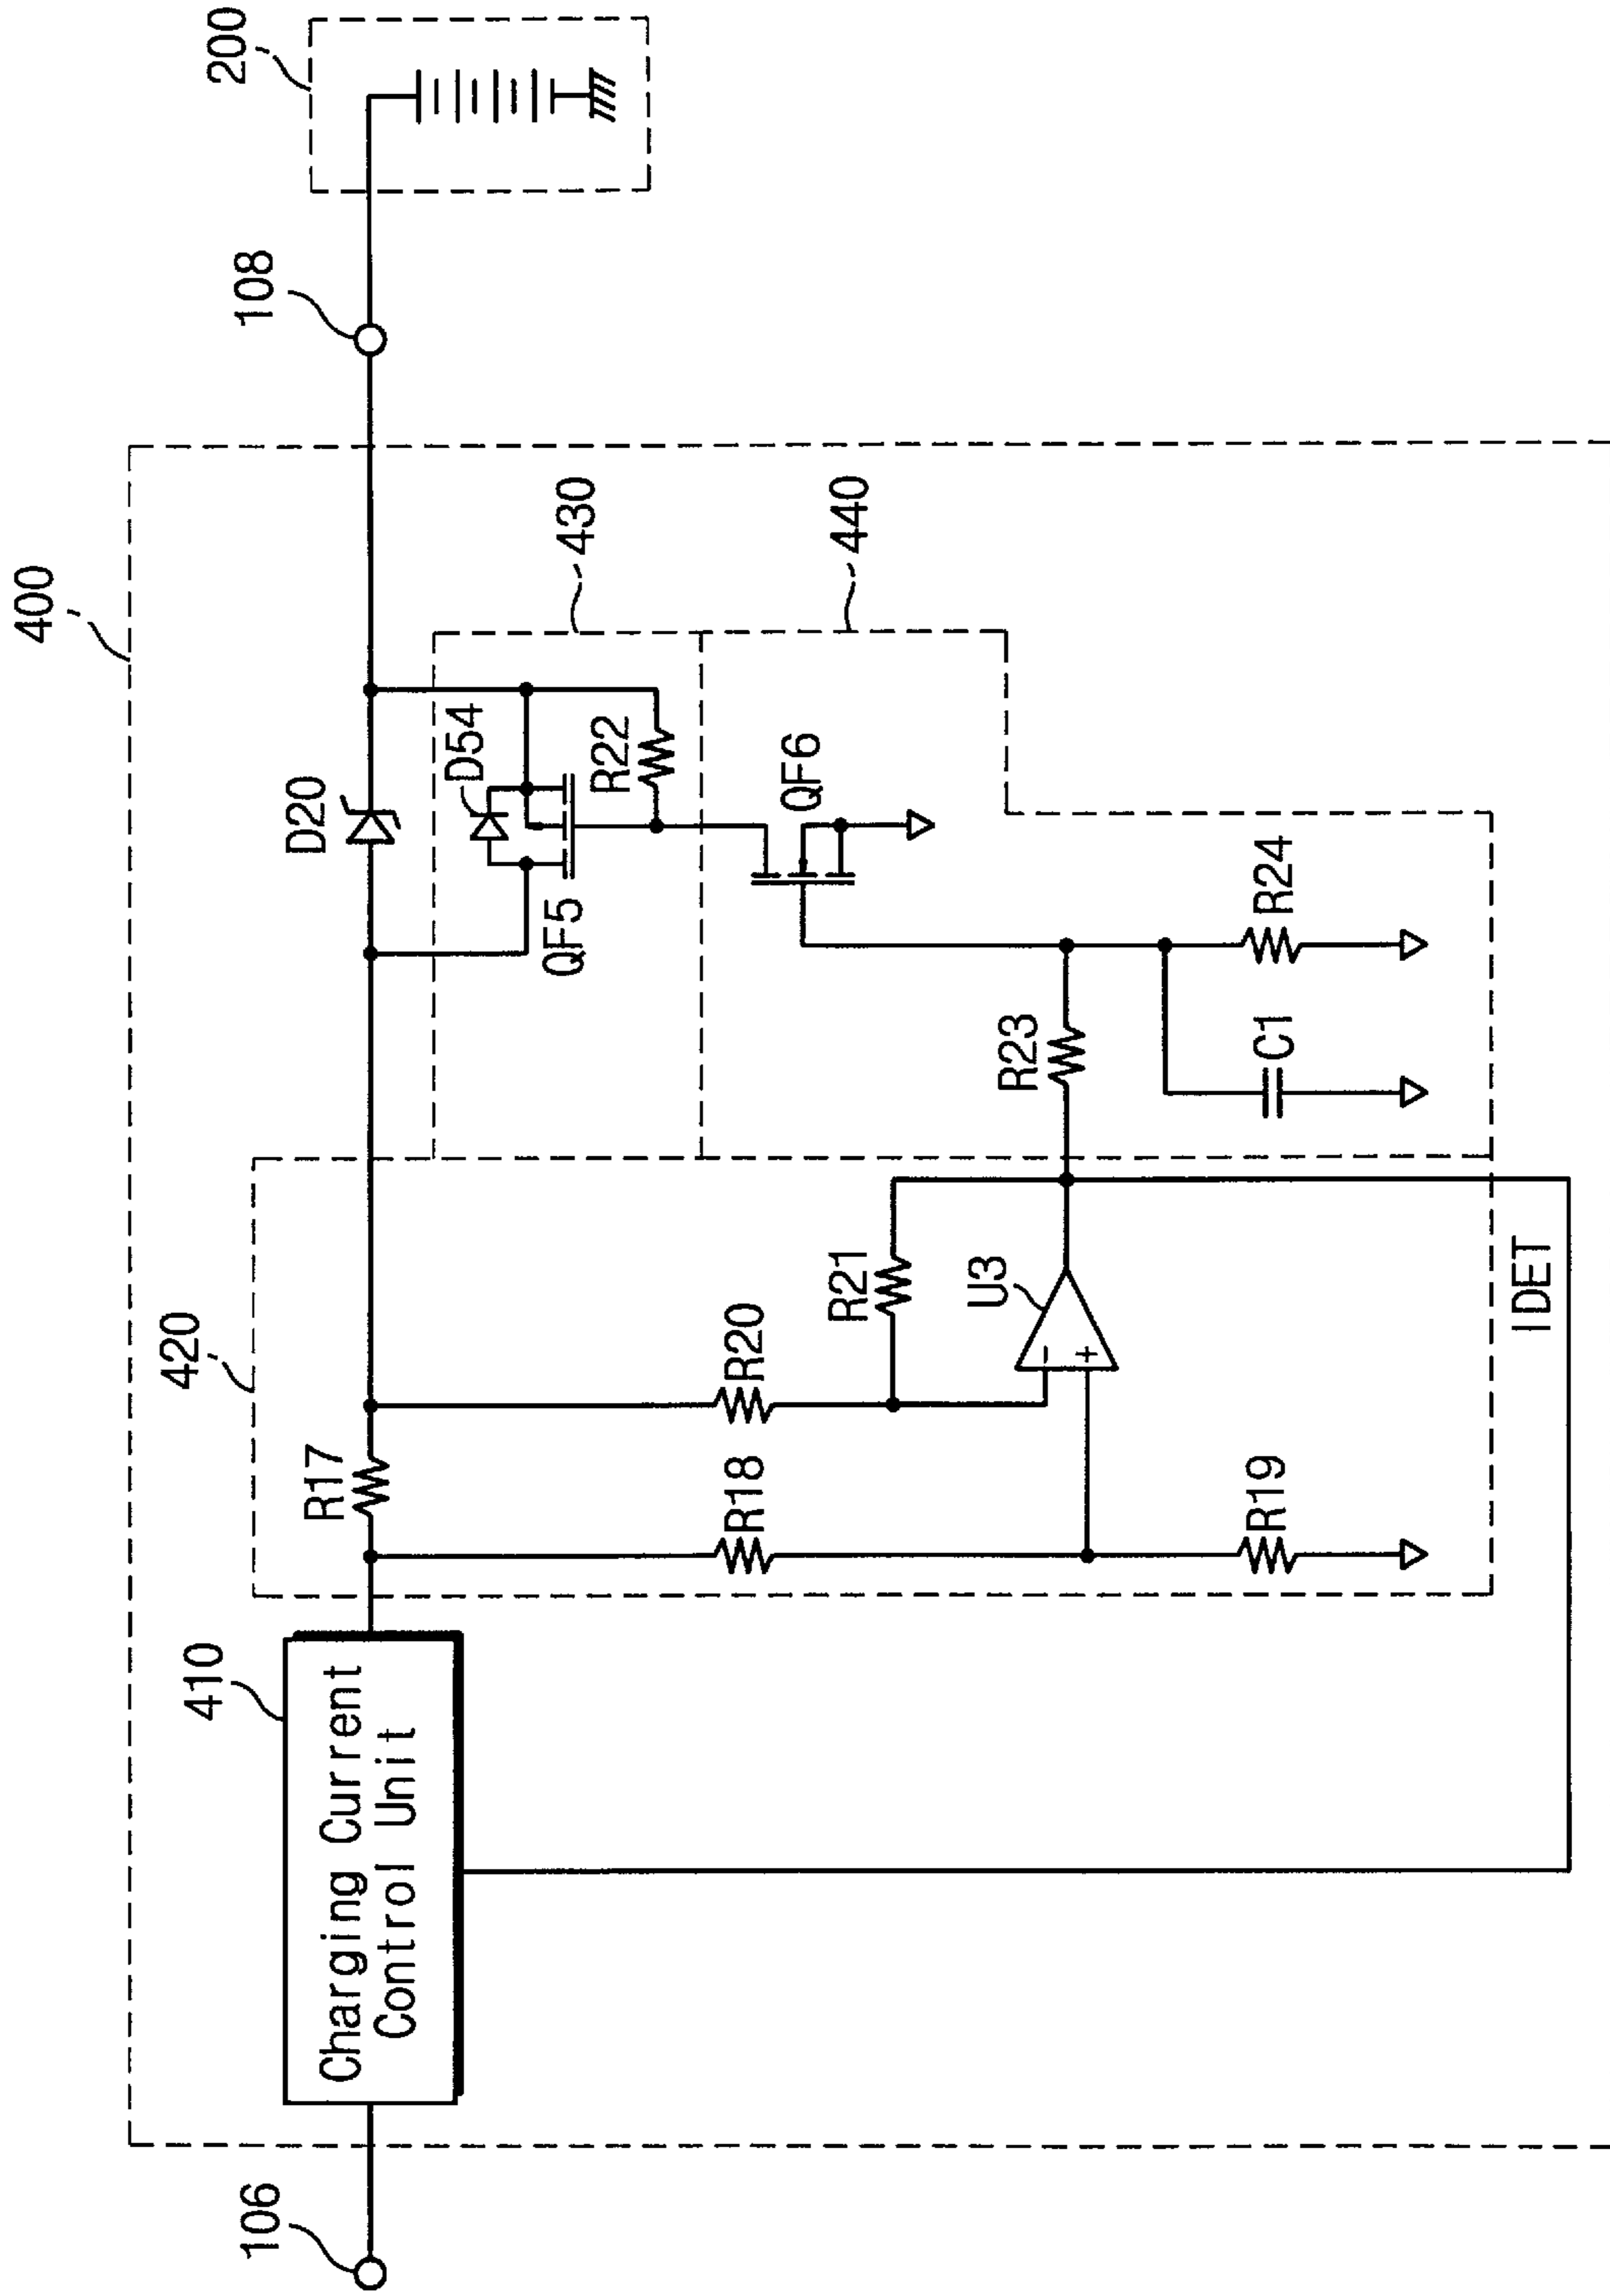 400
200
108
D20
430
D54
QF5
R22
440
QF6
R23
C1
R24
420
R17
R20
R21
R18
R19
U3
-
+
IDET
410
Charging Current
Control Unit
106